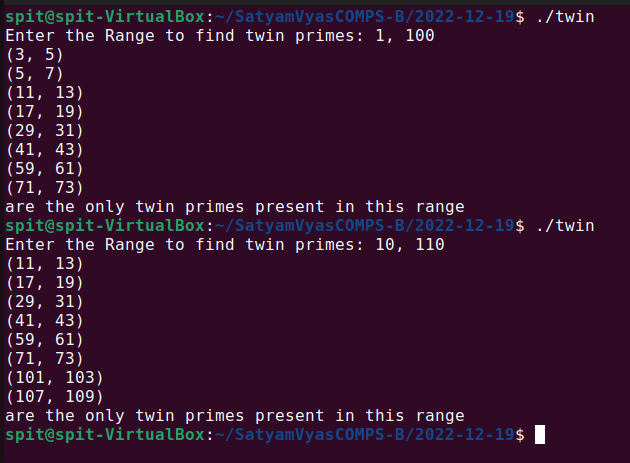 spit@spit-VirtualBox:~/SatyamVyasCOMPS-B/2022-12-19$ ./twin
Enter the Range to find twin primes: 1, 100
(3, 5)
(5, 7)
(11, 13)
(17, 19)
(29, 31)
(41, 43)
(59, 61)
(71, 73)
are the only twin primes present in this range
spit@spit-VirtualBox:~/SatyamVyasCOMPS-B/2022-12-19$ ./twin
Enter the Range to find twin primes: 10, 110
(11, 13)
(17, 19)
(29, 31)
(41, 43)
(59, 61)
(71, 73)
(101, 103)
(107, 109)
are the only twin primes present in this range
spit@spit-VirtualBox:~/SatyamVyasCOMPS-B/2022-12-19$